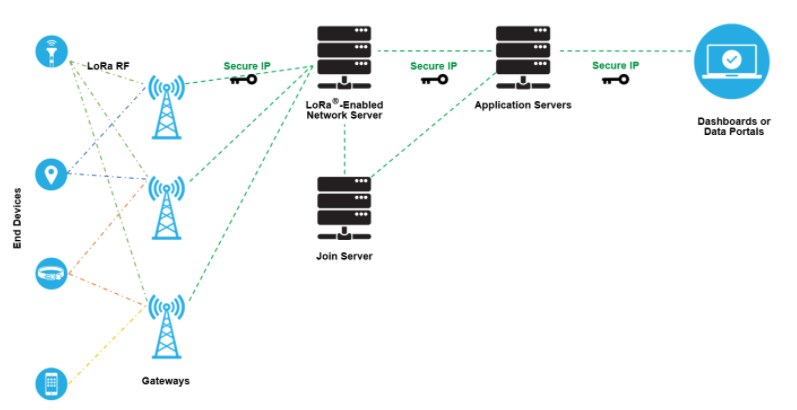 LoRa RF
Secure IP
Secure IP
Secure IP
LoRa®-Enabled
Network Server
Application Servers
Dashboards or
Data Portals
End Devices
Join Server
Gateways